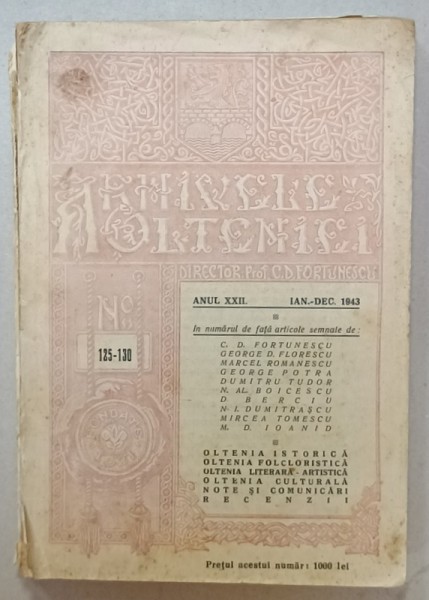 ARHIVELE
OLTENIEI
DIRECTOR PROF. C.D. FORTUNESCU
No
125-130
ANUL XXII. IAN.-DEC. 1943
În numărul de față articole semnate de:
C. D. FORTUNESCU
GEORGE D. FLORESCU
MARCEL ROMANESCU
GEORGE POTRA
DUMITRU TUDOR
N. AL. BOICESCU
D. BERCIU
N. I. DUMITRAȘCU
MIRCEA TOMESCU
M. D. IOANID
OLTENIA ISTORICĂ
OLTENIA FOLCLORISTICĂ
OLTENIA LITERARĂ-ARTISTICĂ
OLTENIA CULTURALĂ
NOTE ȘI COMUNICĂRI
RECENZII
Prețul acestui număr: 1000 lei